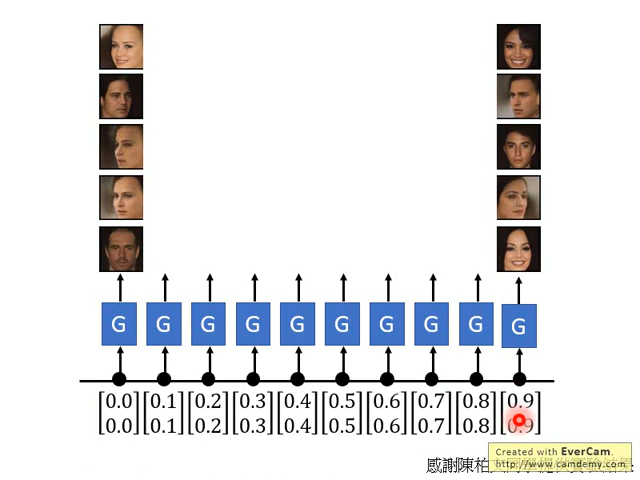 G G G G G G G G G G
[0.0 0.0] [0.1 0.1] [0.2 0.2] [0.3 0.3] [0.4 0.4] [0.5 0.5] [0.6 0.6] [0.7 0.7] [0.8 0.8] [0.9 0.9]
Created with EverCam.
http://www.camdemy.com
感謝陳柏